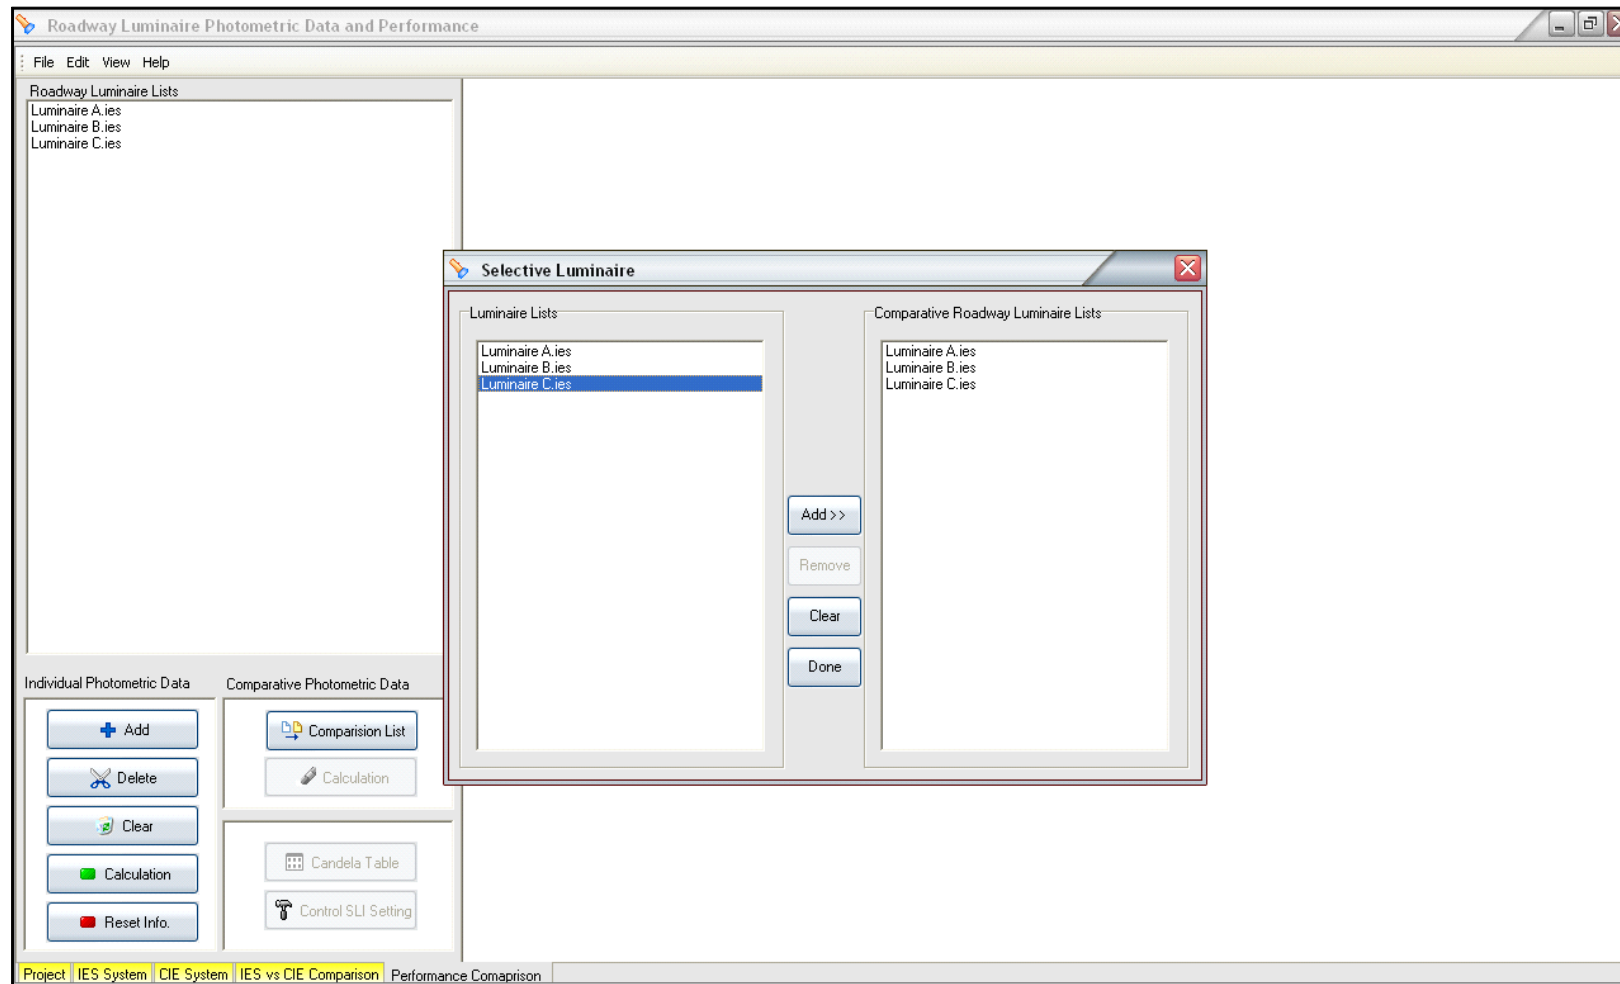 Roadway Luminaire Photometric Data and Performance
File Edit View Help
Roadway Luminaire Lists
Luminaire A.ies
Luminaire B.ies
Luminaire C.ies
Selective Luminaire
Luminaire Lists
Luminaire A.ies
Luminaire B.ies
Luminaire C.ies
Add >>
Remove
Clear
Done
Comparative Roadway Luminaire Lists
Luminaire A.ies
Luminaire B.ies
Luminaire C.ies
Individual Photometric Data
Add
Delete
Clear
Calculation
Reset Info.
Comparative Photometric Data
Comparision List
Calculation
Candela Table
Control SLI Setting
Project IES System CIE System IES vs CIE Comparison Performance Comaprison